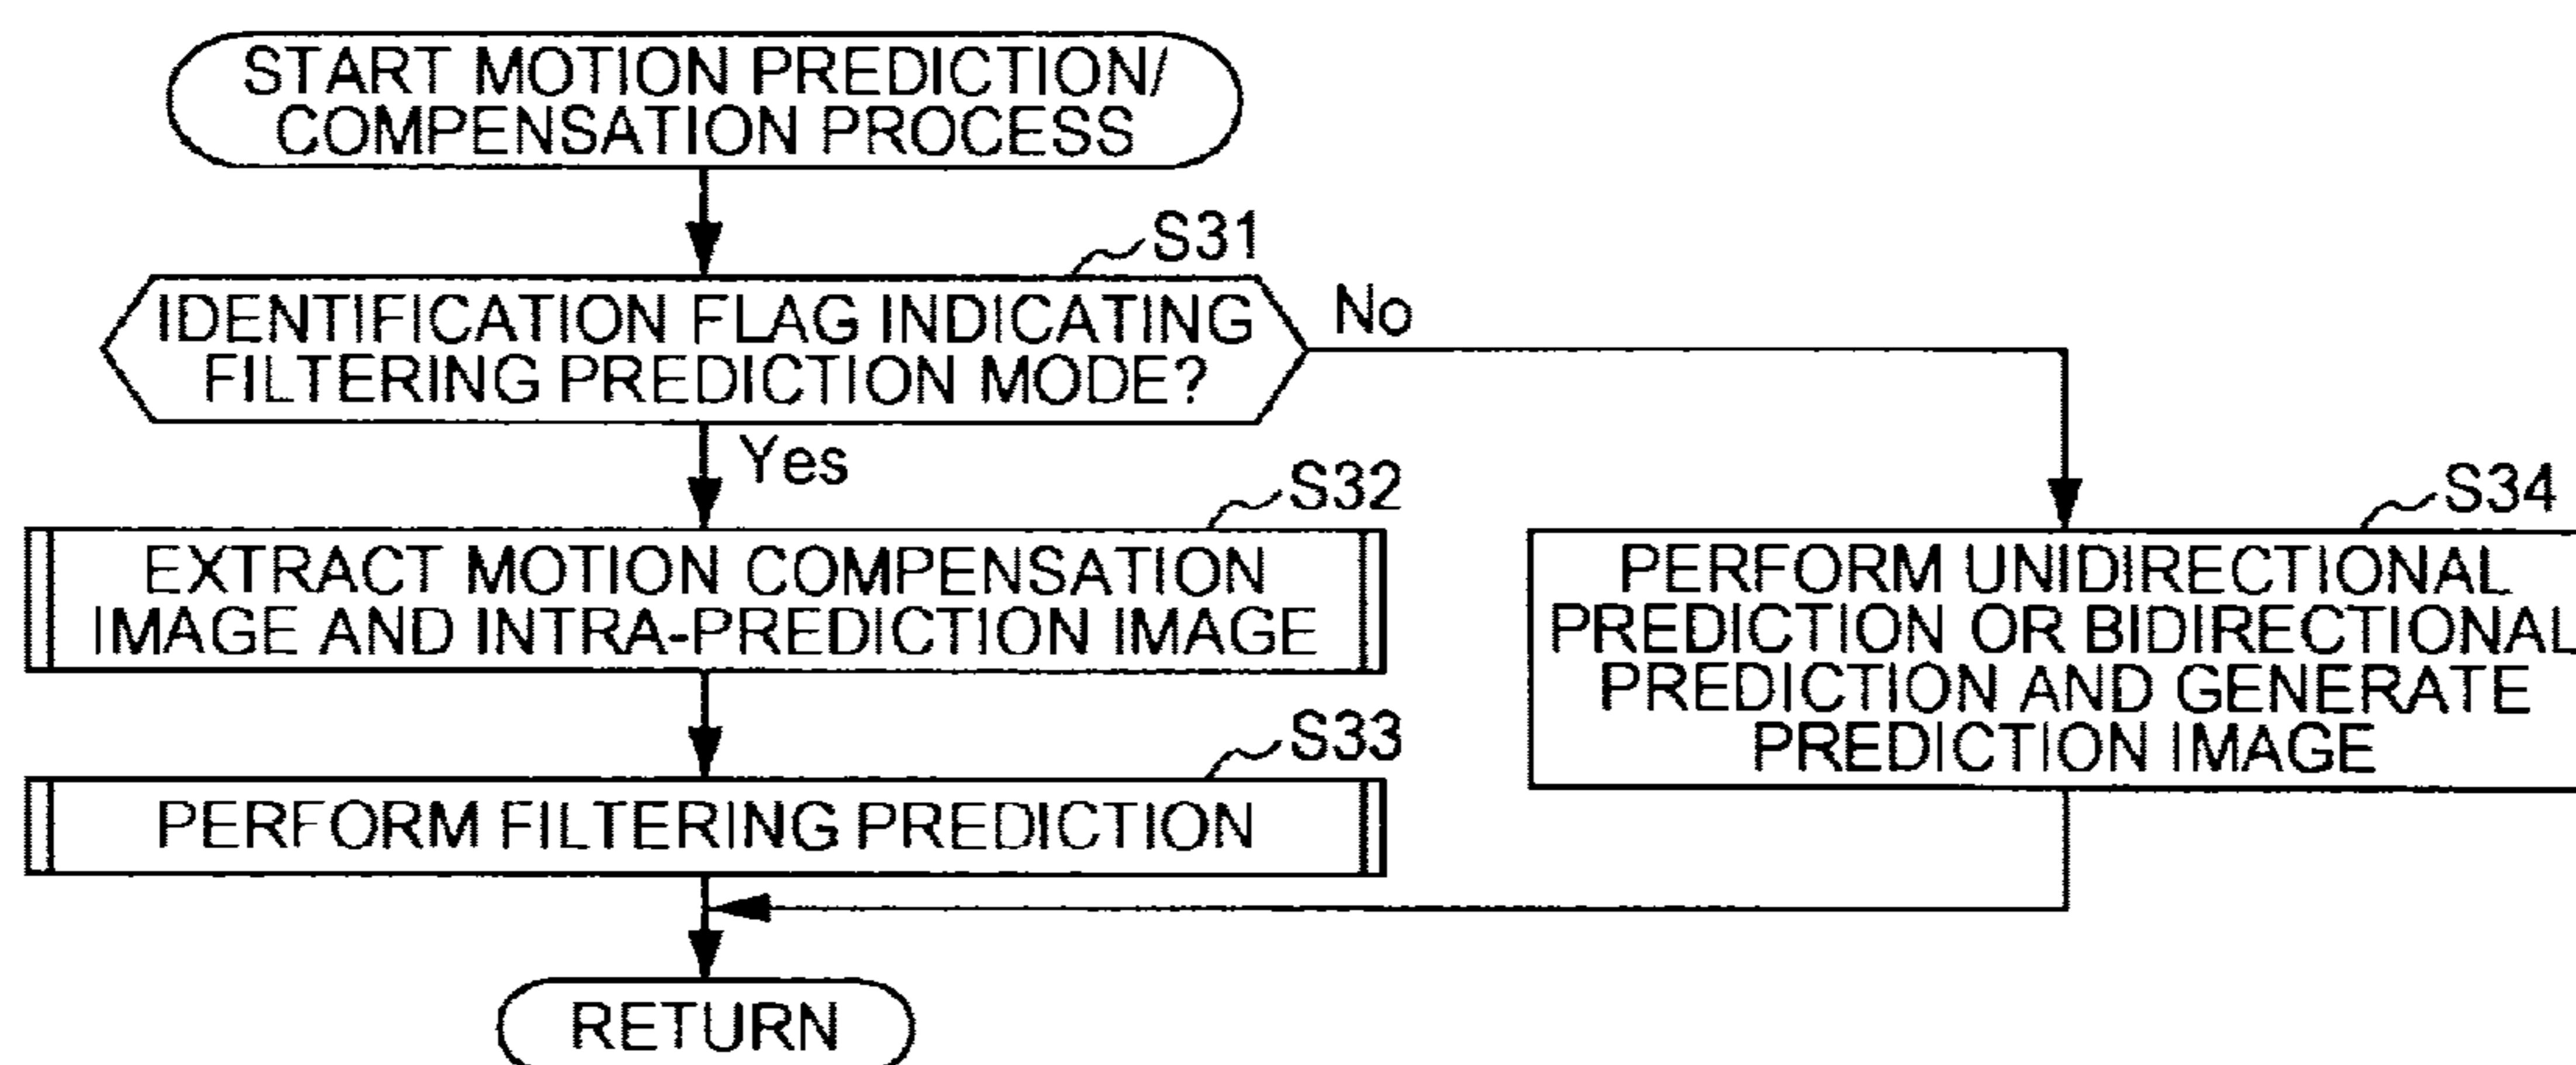 START MOTION PREDICTION/
COMPENSATION PROCESS
S31
IDENTIFICATION FLAG INDICATING
FILTERING PREDICTION MODE?
No
Yes
S32
EXTRACT MOTION COMPENSATION
IMAGE AND INTRA-PREDICTION IMAGE
S34
PERFORM UNIDIRECTIONAL
PREDICTION OR BIDIRECTIONAL
PREDICTION AND GENERATE
PREDICTION IMAGE
S33
PERFORM FILTERING PREDICTION
RETURN